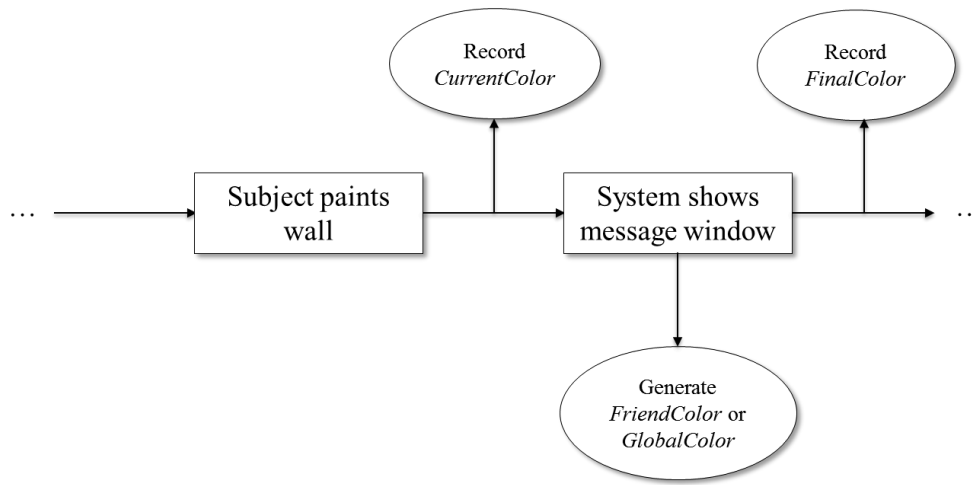 Record
CurrentColor
Record
FinalColor
...
Subject paints
wall
System shows
message window
..
Generate
FriendColor or
GlobalColor